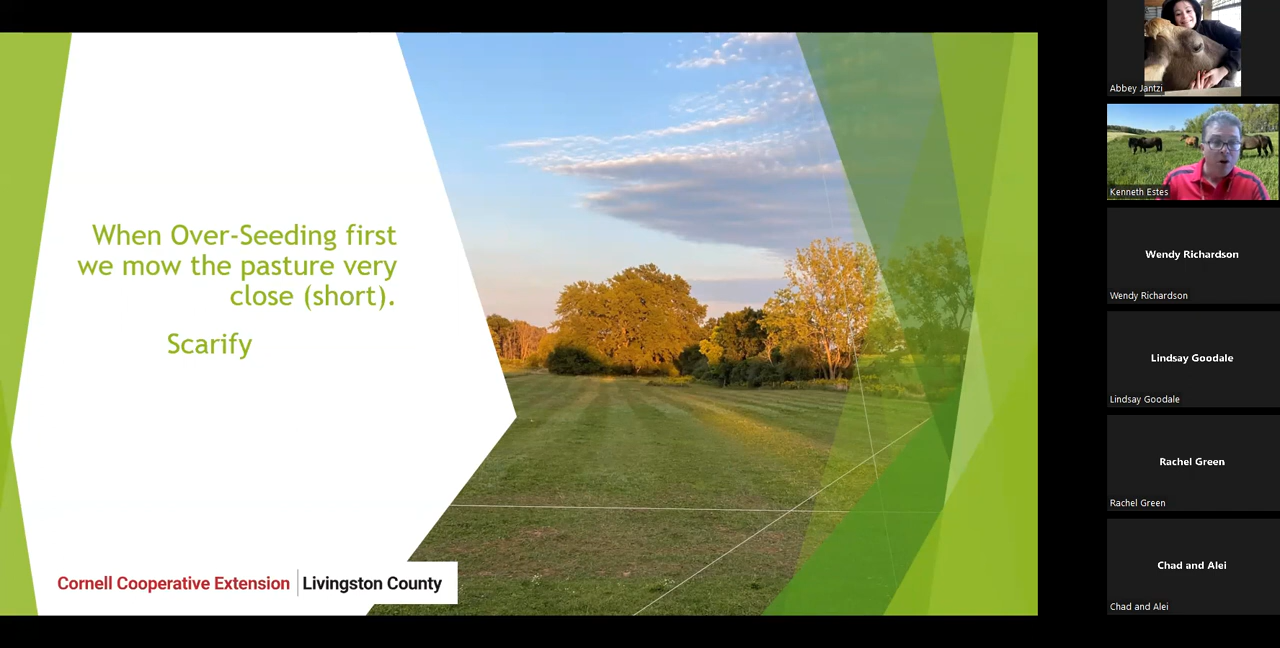 When Over-Seeding first
we mow the pasture very
close (short).
Scarify
Cornell Cooperative Extension | Livingston County
Abbey Jantzi
Kenneth Estes
Wendy Richardson
Wendy Richardson
Lindsay Goodale
Lindsay Goodale
Rachel Green
Rachel Green
Chad and Alei
Chad and Alei